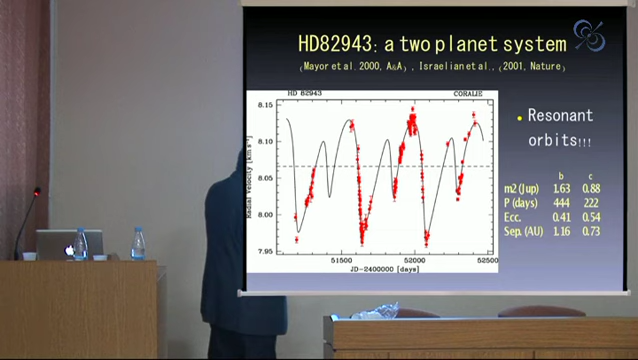 HD82943: a two planet system
(Mayor et al. 2000, A&A) , Israelian et al., (2001, Nature)
HD 82943
CORALIE
8.15
8.10
8.05
8.00
7.95
Radial velocity [km/s]
51500
52000
52500
JD-2400000 [days]
• Resonant
orbits!!!
b c
m2 (Jup) 1.63 0.88
P (days) 444 222
Ecc. 0.41 0.54
Sep. (AU) 1.16 0.73